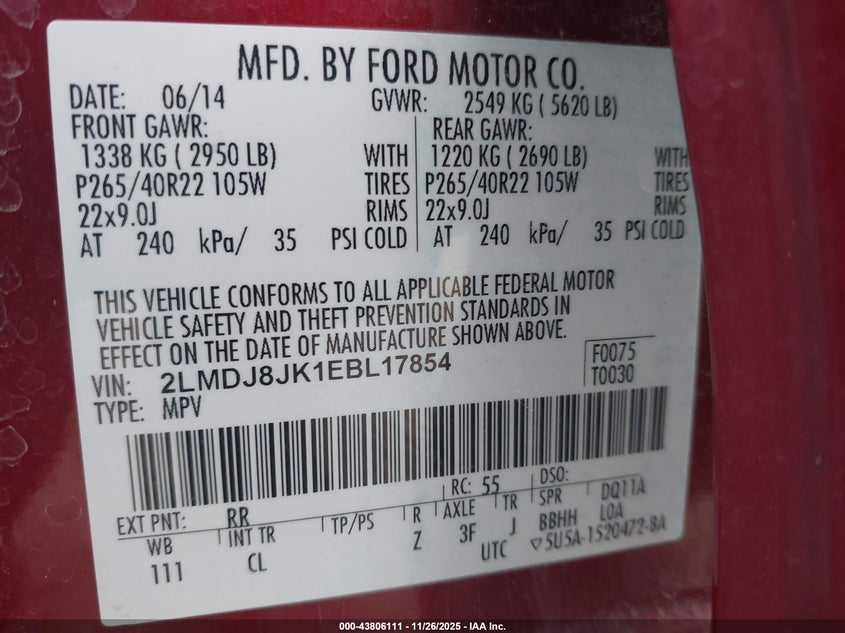 MFD. BY FORD MOTOR CO.
DATE: 06/14 GVWR: 2549 KG ( 5620 LB)
FRONT GAWR: REAR GAWR:
1338 KG ( 2950 LB) WITH 1220 KG ( 2690 LB) WITH
P265/40R22 105W TIRES P265/40R22 105W TIRES
22x9.0J RIMS 22x9.0J RIMS
AT 240 kPa/ 35 PSI COLD AT 240 kPa/ 35 PSI COLD
THIS VEHICLE CONFORMS TO ALL APPLICABLE FEDERAL MOTOR
VEHICLE SAFETY AND THEFT PREVENTION STANDARDS IN
EFFECT ON THE DATE OF MANUFACTURE SHOWN ABOVE.
VIN: 2LMDJ8JK1EBL17854 F0075
TYPE: MPV T0030
EXT PNT: RR RC: 55 DSO:
WB INT TR TP/PS R AXLE TR SPR DQ11A
111 CL Z 3F J BBHH LOA
UTC ▽5U5A-1520472-BA
000-43806111 — 11/26/2025 — IAA Inc.